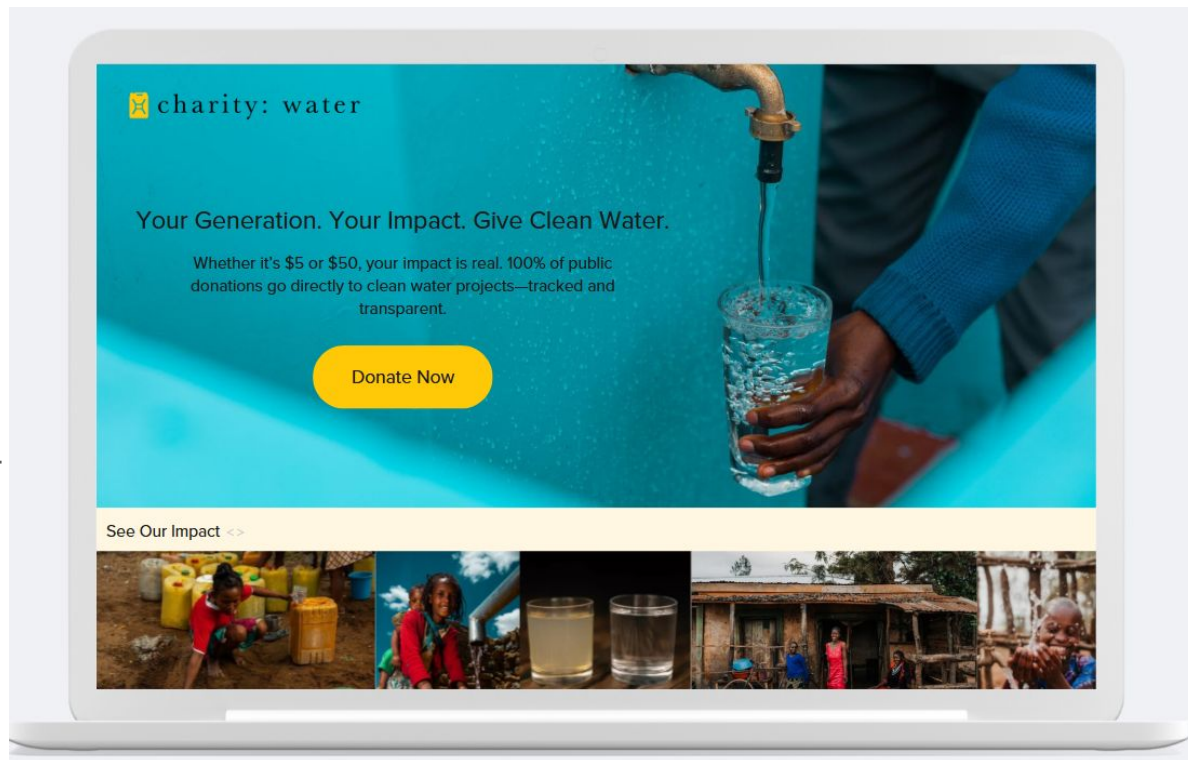 charity: water
Your Generation. Your Impact. Give Clean Water.
Whether it's $5 or $50, your impact is real. 100% of public
donations go directly to clean water projects—tracked and
transparent.
Donate Now
See Our Impact <>